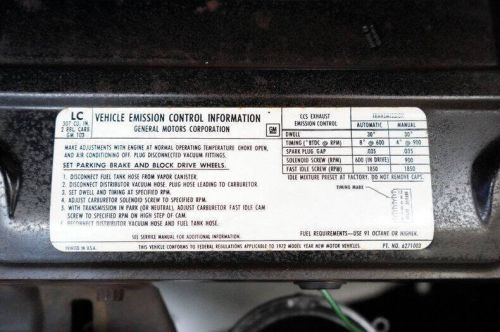 LC
307 CU. IN.
2 BBL. CARB
GM 109
VEHICLE EMISSION CONTROL INFORMATION
GENERAL MOTORS CORPORATION
GM
MAKE ADJUSTMENTS WITH ENGINE AT NORMAL OPERATING TEMPERATURE CHOKE OPEN,
AND AIR CONDITIONING OFF. PLUG DISCONNECTED VACUUM FITTINGS.
SET PARKING BRAKE AND BLOCK DRIVE WHEELS.
1. DISCONNECT FUEL TANK HOSE FROM VAPOR CANISTER.
2. DISCONNECT DISTRIBUTOR VACUUM HOSE. PLUG HOSE LEADING TO CARBURETOR.
3. SET DWELL AND TIMING AT SPECIFIED RPM.
4. ADJUST CARBURETOR SOLENOID SCREW TO SPECIFIED RPM.
5. WITH TRANSMISSION IN PARK (OR NEUTRAL), ADJUST CARBURETOR FAST IDLE CAM
SCREW TO SPECIFIED RPM ON HIGH STEP OF CAM.
RECONNECT DISTRIBUTOR VACUUM HOSE AND FUEL TANK HOSE.
SEE SERVICE MANUAL FOR ADDITIONAL INFORMATION.
CCS EXHAUST
EMISSION CONTROL
TRANSMISSION
AUTOMATIC MANUAL
DWELL 30° 30°
TIMING (°BTDC @ RPM) 8° @ 600 4° @ 900
SPARK PLUG GAP .035 .035
SOLENOID SCREW (RPM) 600 (IN DRIVE) 900
FAST IDLE SCREW (RPM) 1850 1850
IDLE MIXTURE PRESET AT FACTORY. DO NOT REMOVE CAPS.
TIMING MARK
FUEL REQUIREMENTS-USE 91 OCTANE OR HIGHER.
PRINTED IN U.S.A. THIS VEHICLE CONFORMS TO FEDERAL REGULATIONS APPLICABLE TO 1972 MODEL YEAR NEW MOTOR VEHICLES. PT. NO. 6271003